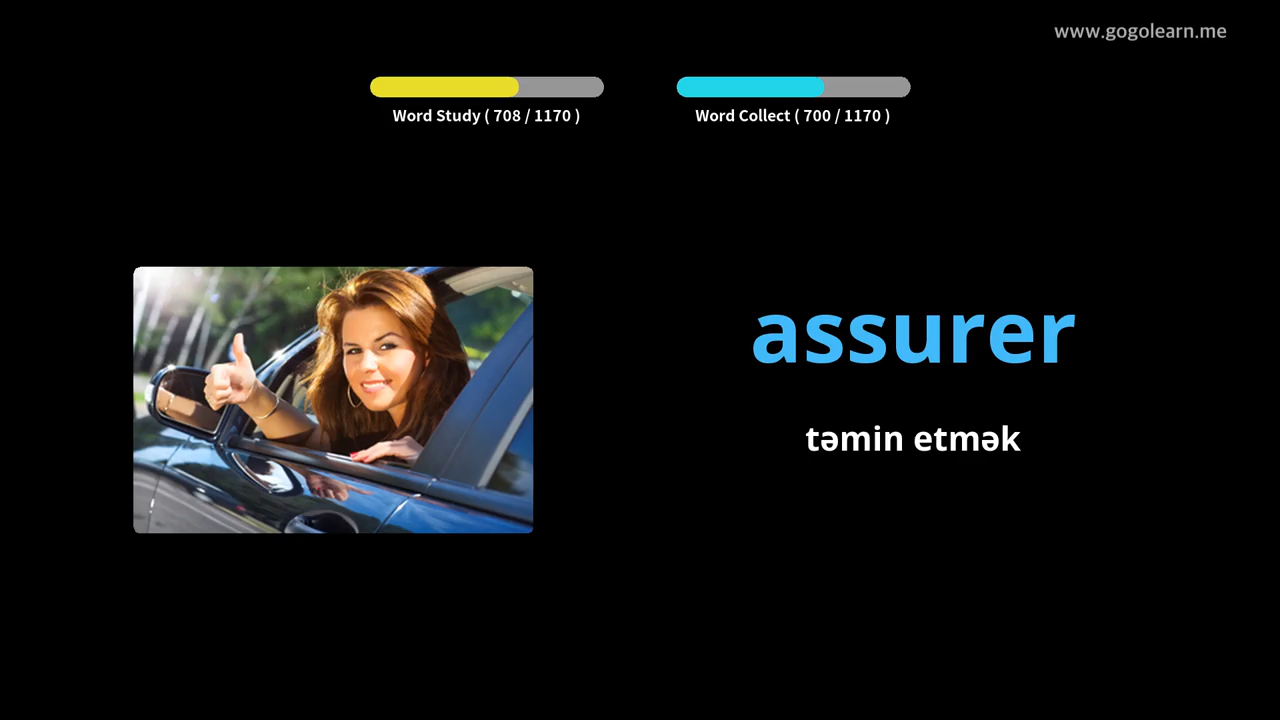 www.gogolearn.me
Word Study ( 708 / 1170 )
Word Collect ( 700 / 1170 )
assurer
təmin etmək